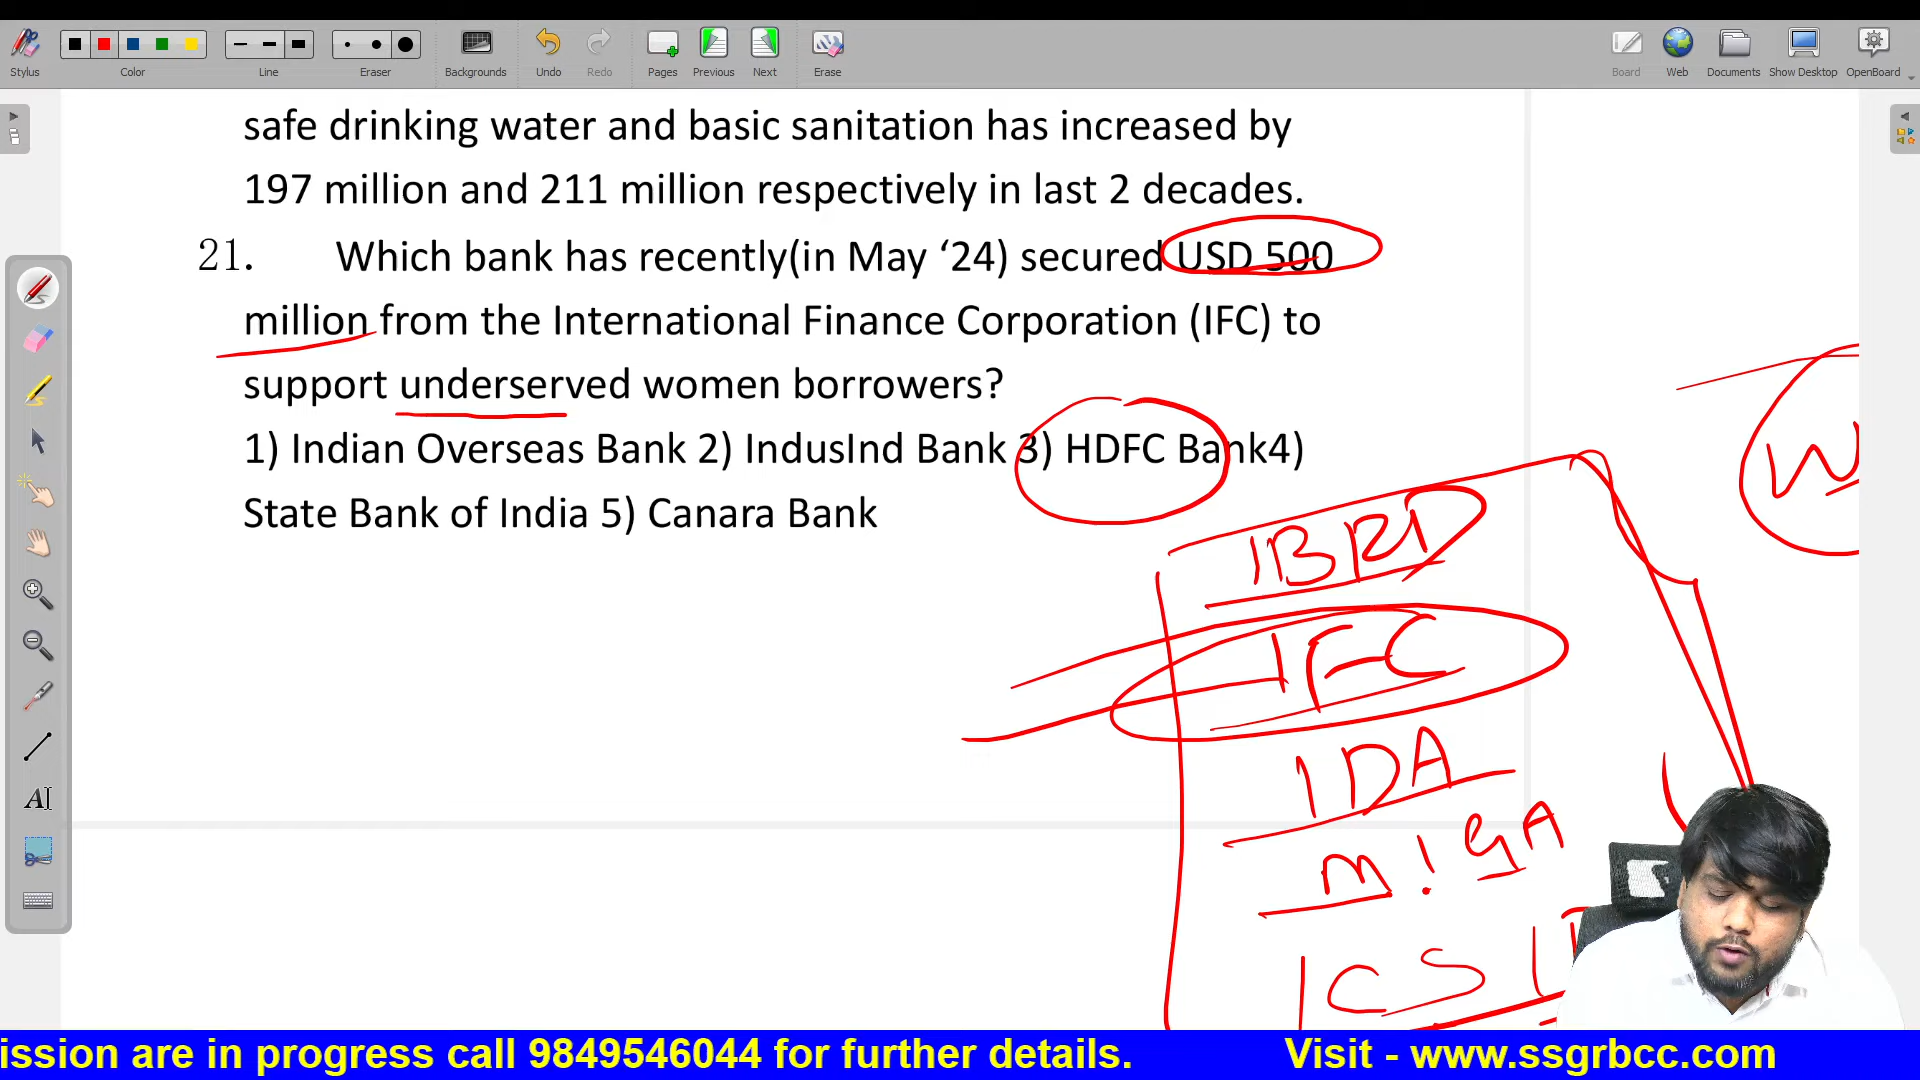 Stylus
Color
Line
Eraser
Backgrounds
Undo
Redo
Pages
Previous
Next
Erase
Board
Web
Documents
Show Desktop
OpenBoard
safe drinking water and basic sanitation has increased by
197 million and 211 million respectively in last 2 decades.
21. Which bank has recently(in May ‘24) secured USD 500
million from the International Finance Corporation (IFC) to
support underserved women borrowers?
1) Indian Overseas Bank 2) IndusInd Bank 3) HDFC Bank4)
State Bank of India 5) Canara Bank
IBRD
IFC
IDA
MIGA
ICSI
W
ission are in progress call 9849546044 for further details.
Visit - www.ssgrbcc.com